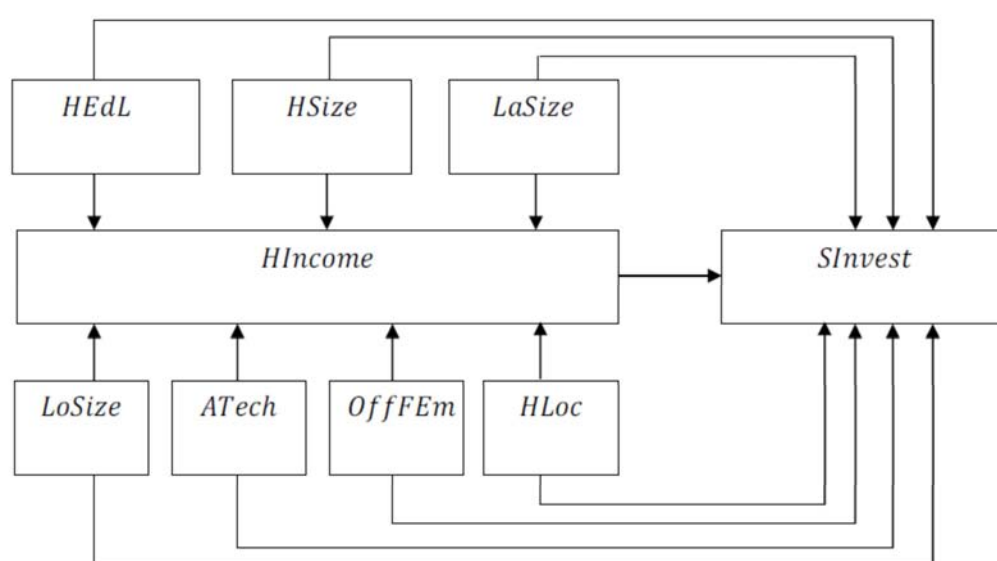 HEdL
HSize
LaSize
HIncome
SInvest
LoSize
ATech
OffFEm
HLoc